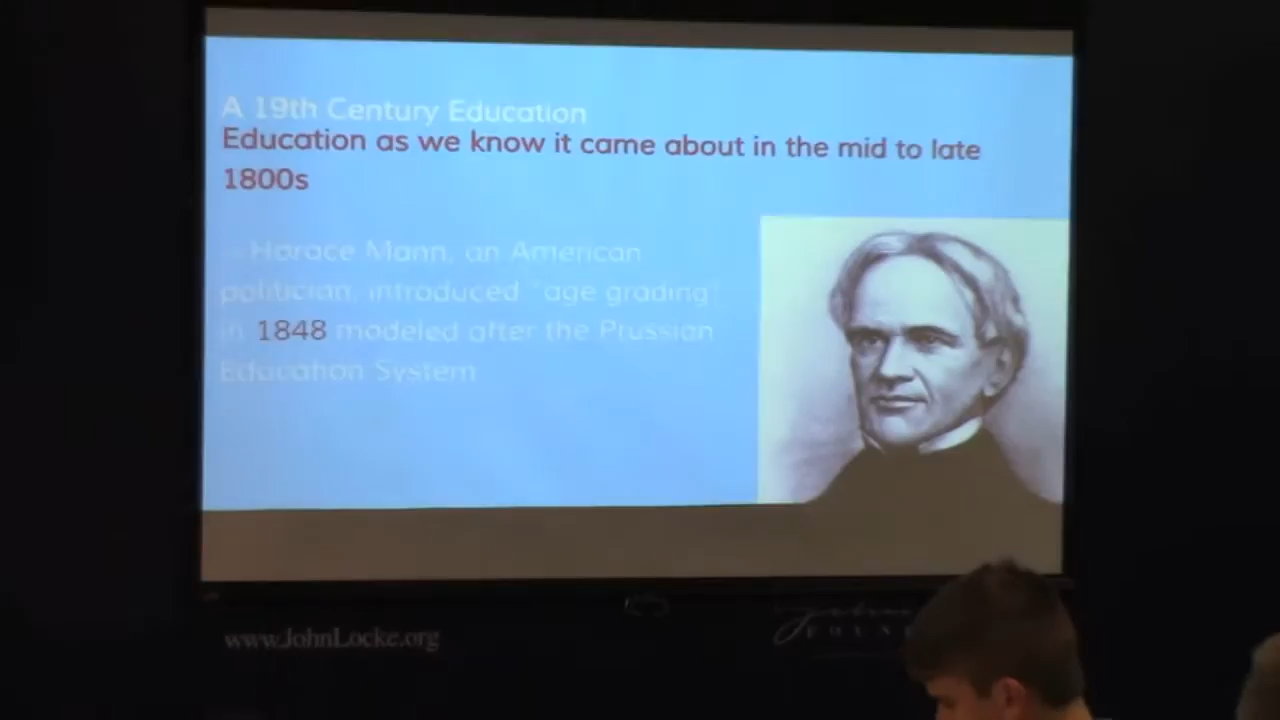 A 19th Century Education
Education as we know it came about in the mid to late
1800s
- Horace Mann, an American
politician, introduced "age grading"
in 1848 modeled after the Prussian
Education System
www.JohnLocke.org